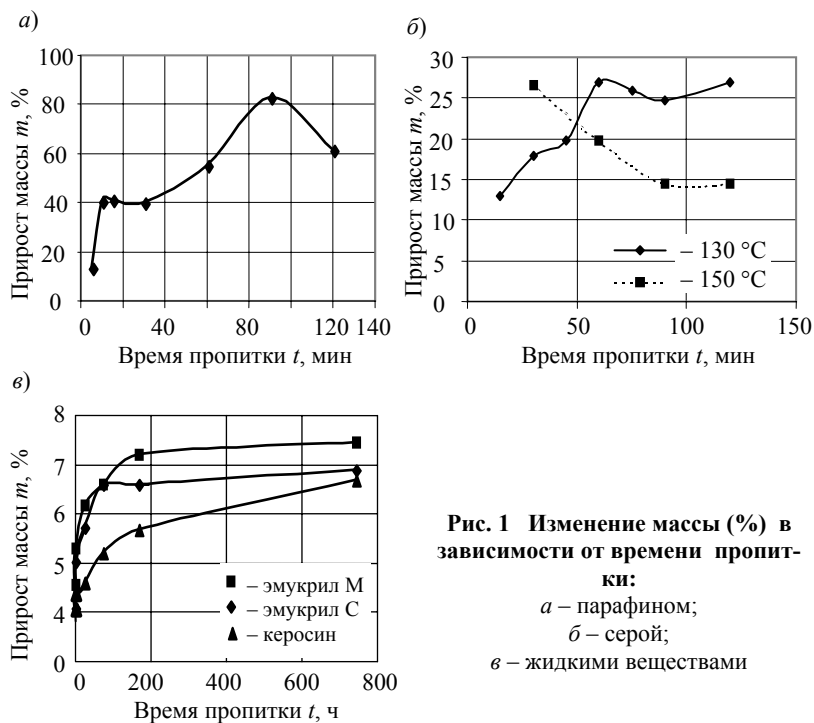 а)
Прирост массы m, %
100
80
60
40
20
0
0 20 40 60 80 100 120 140
Время пропитки t, мин
б)
Прирост массы m, %
30
25
20
15
10
5
0
– 130 °С
– 150 °С
0 50 100 150
Время пропитки t, мин
в)
Прирост массы m, %
8
7
6
5
4
0
– эмукрил М
– эмукрил С
– керосин
0 200 400 600 800
Время пропитки t, ч
Рис. 1 Изменение массы (%) в
зависимости от времени пропит-
ки:
а – парафином;
б – серой;
в – жидкими веществами